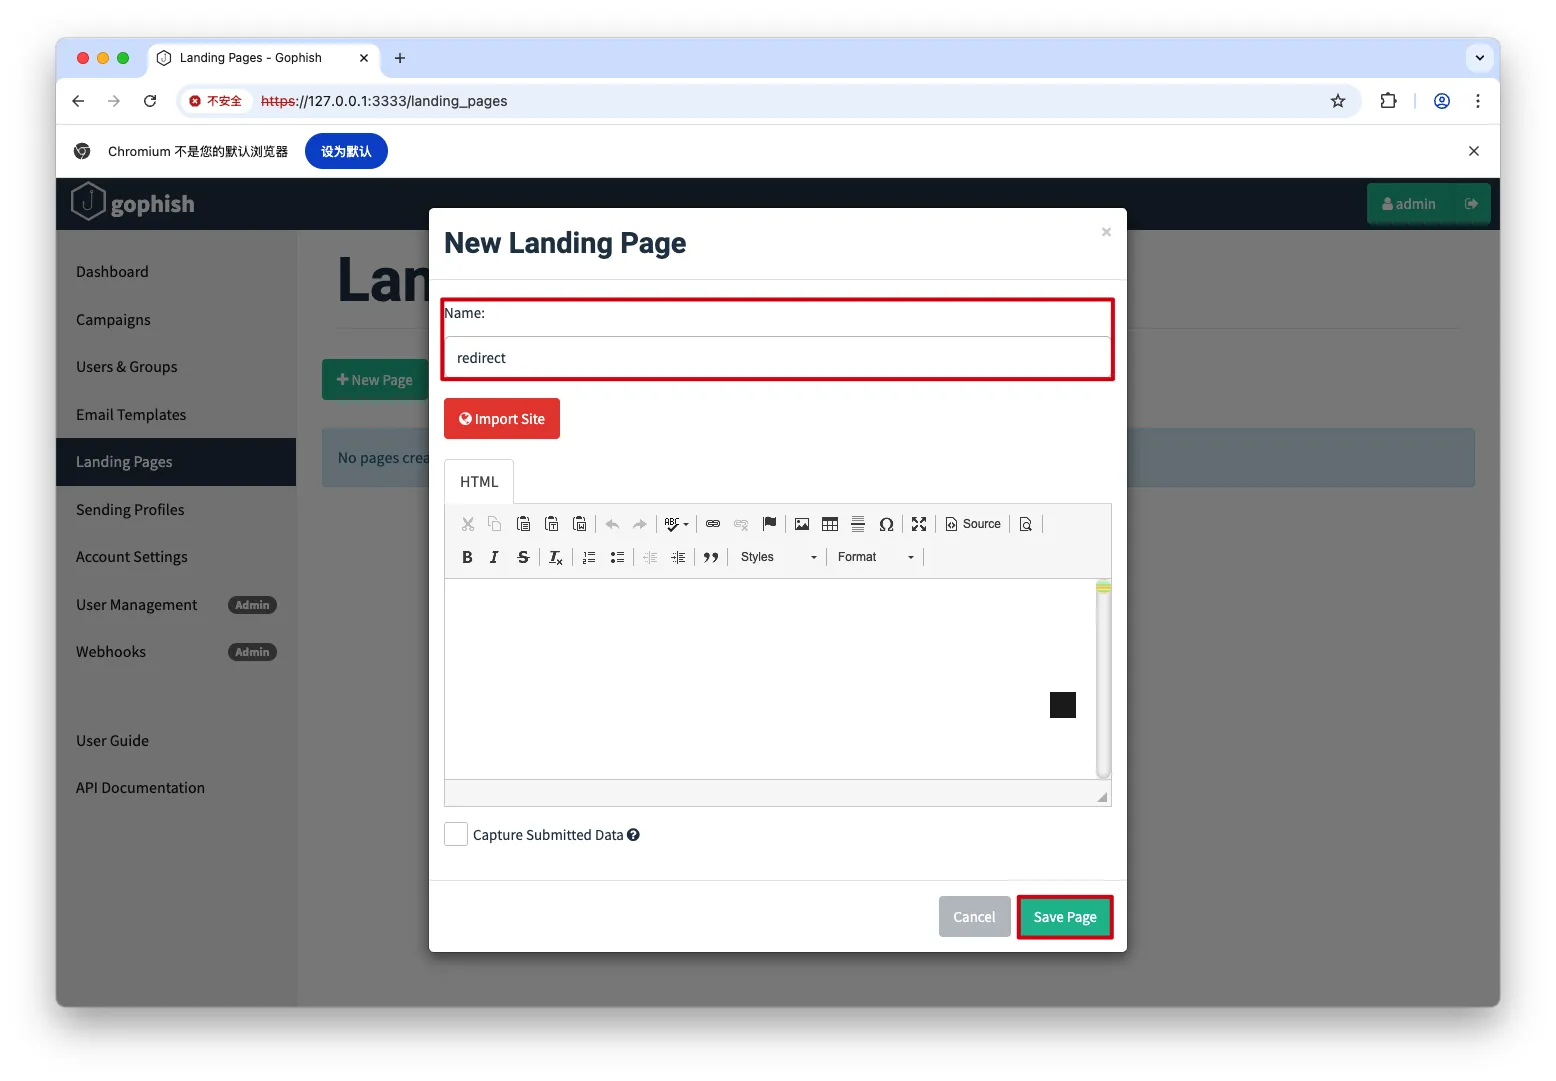 Landing Pages - Gophish
不安全 https://127.0.0.1:3333/landing_pages
Chromium 不是您的默认浏览器 设为默认
gophish
admin
Dashboard
Campaigns
Users & Groups
Email Templates
Landing Pages
Sending Profiles
Account Settings
User Management Admin
Webhooks Admin
User Guide
API Documentation
Lan
New Page
No pages crea
New Landing Page
×
Name:
redirect
Import Site
HTML
ABC
Source
B I S Tx
Styles Format
Capture Submitted Data
Cancel Save Page